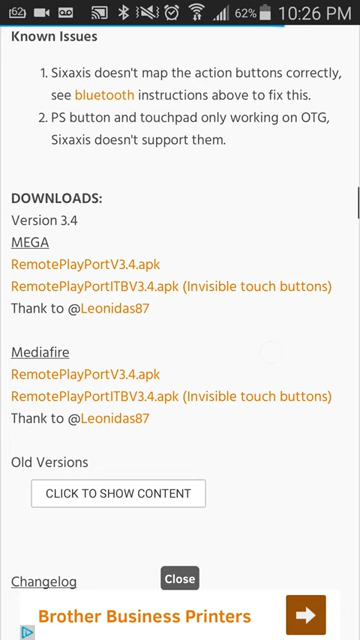 62 62% 10:26 PM
Known Issues
1. Sixaxis doesn't map the action buttons correctly,
see bluetooth instructions above to fix this.
2. PS button and touchpad only working on OTG,
Sixaxis doesn't support them.
DOWNLOADS:
Version 3.4
MEGA
RemotePlayPortV3.4.apk
RemotePlayPortITBV3.4.apk (Invisible touch buttons)
Thank to @Leonidas87
Mediafire
RemotePlayPortV3.4.apk
RemotePlayPortITBV3.4.apk (Invisible touch buttons)
Thank to @Leonidas87
Old Versions
CLICK TO SHOW CONTENT
Changelog
Close
Brother Business Printers